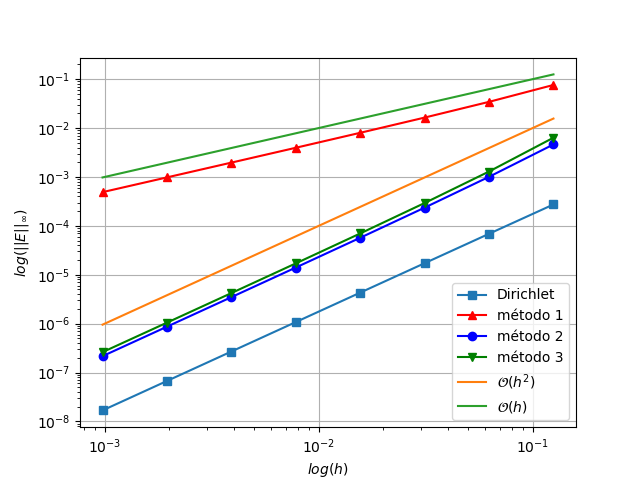 10⁻¹
10⁻²
10⁻³
10⁻⁴
10⁻⁵
10⁻⁶
10⁻⁷
10⁻⁸
log(||E||∞)
Dirichlet
método 1
método 2
método 3
𝒪(h²)
𝒪(h)
10⁻³ 10⁻² 10⁻¹
log(h)